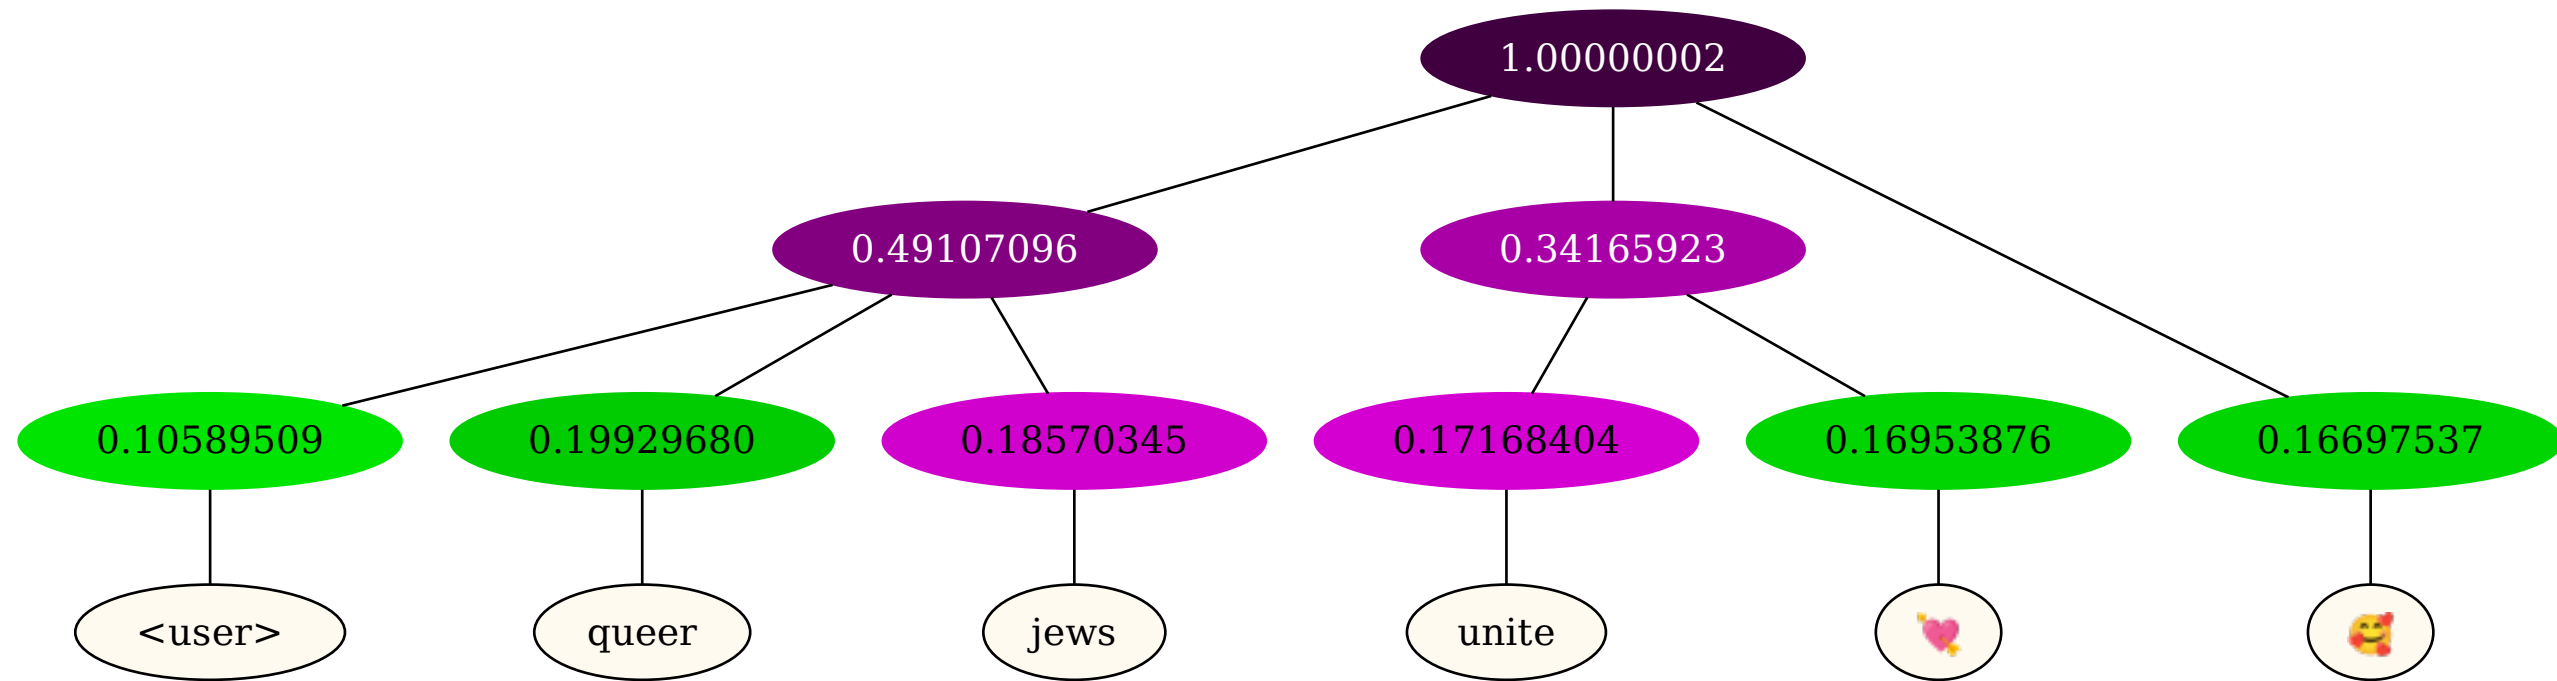 1.00000002
0.49107096 0.34165923
0.10589509 0.19929680 0.18570345 0.17168404 0.16953876 0.16697537
<user> queer jews unite 💘 🥰